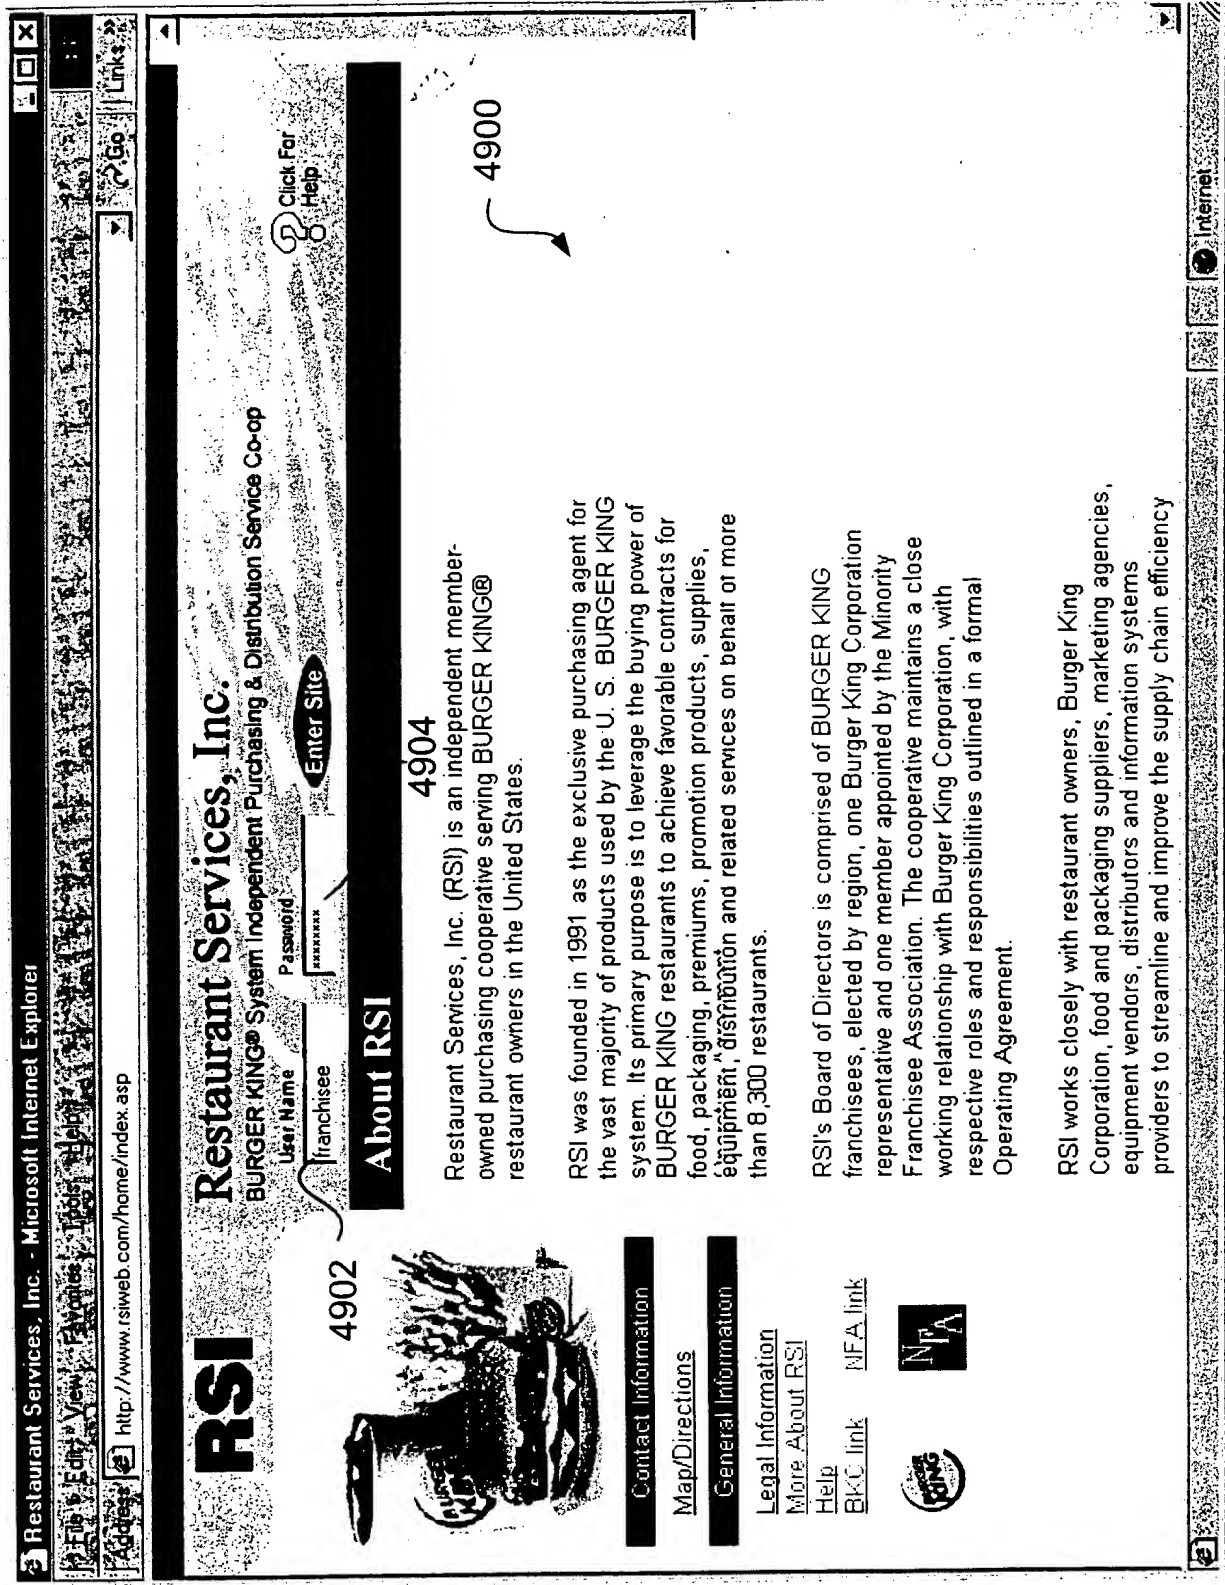 Restaurant Services, Inc. - Microsoft Internet Explorer
File Edit View Favorites Tools Help
Address http://www.rsiweb.com/home/index.asp Go Links »
RSI
Restaurant Services, Inc.
BURGER KING® System Independent Purchasing & Distribution Service Co-op
User Name Password
franchisee xxxxxxxx Enter Site
Click For
Help
4902
4904
4900
About RSI
Restaurant Services, Inc. (RSI) is an independent member-
owned purchasing cooperative serving BURGER KING®
restaurant owners in the United States.
RSI was founded in 1991 as the exclusive purchasing agent for
the vast majority of products used by the U. S. BURGER KING
system. Its primary purpose is to leverage the buying power of
BURGER KING restaurants to achieve favorable contracts for
food, packaging, premiums, promotion products, supplies,
equipment, distribution and related services on behalf of more
than 8,300 restaurants.
RSI's Board of Directors is comprised of BURGER KING
franchisees, elected by region, one Burger King Corporation
representative and one member appointed by the Minority
Franchisee Association. The cooperative maintains a close
working relationship with Burger King Corporation, with
respective roles and responsibilities outlined in a formal
Operating Agreement.
RSI works closely with restaurant owners, Burger King
Corporation, food and packaging suppliers, marketing agencies,
equipment vendors, distributors and information systems
providers to streamline and improve the supply chain efficiency
Contact Information
Map/Directions
General Information
Legal Information
More About RSI
Help
BKC link NFA link
BURGER
KING
NFA
Internet